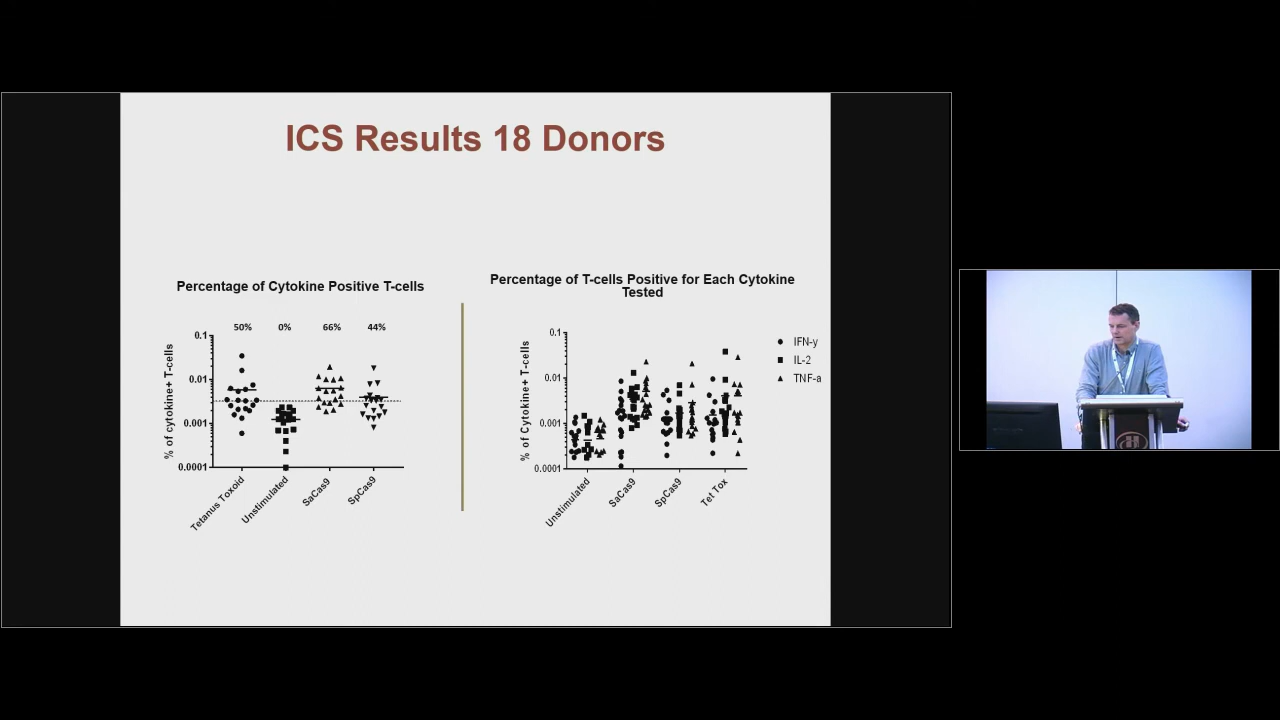 ICS Results 18 Donors
Percentage of Cytokine Positive T-cells
50% 0% 66% 44%
% of cytokine+ T-cells
0.1
0.01
0.001
0.0001
Tetanus Toxoid
Unstimulated
SaCas9
SpCas9
Percentage of T-cells Positive for Each Cytokine
Tested
% of Cytokine+ T-cells
0.1
0.01
0.001
0.0001
Unstimulated
SaCas9
SpCas9
Tet Tox
IFN-y
IL-2
TNF-a